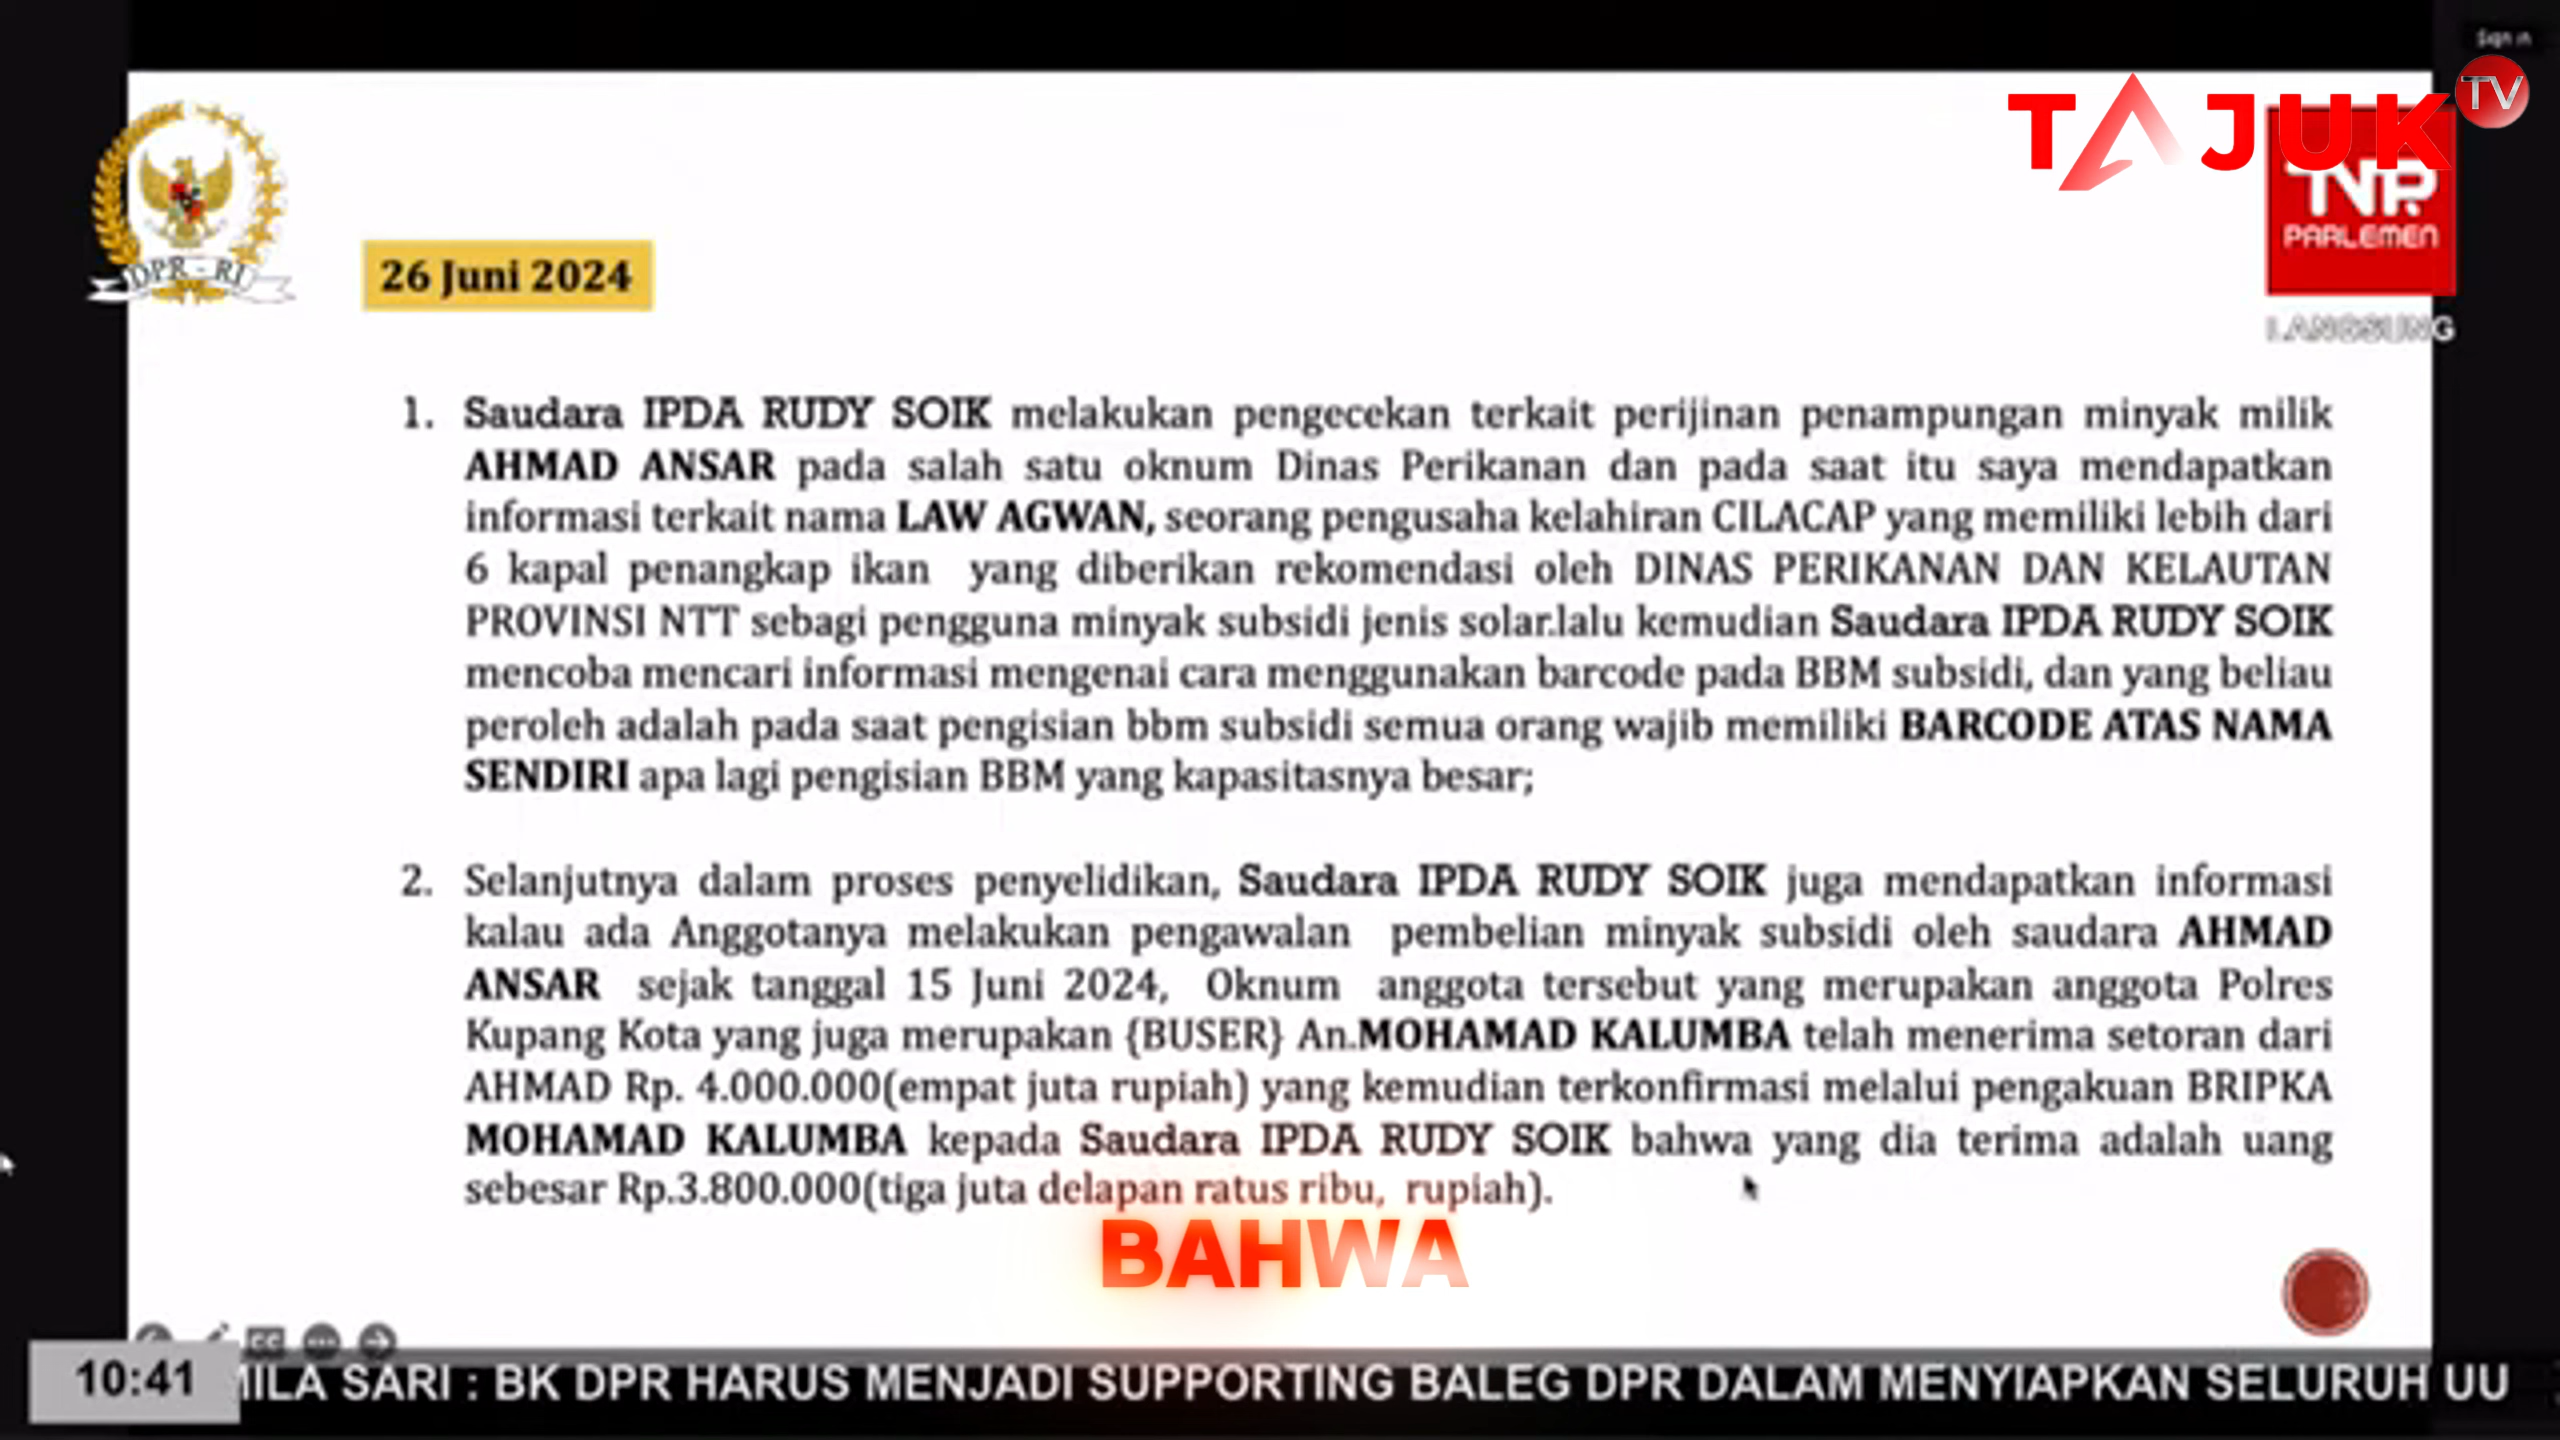 Sign in
TAJUK TV
TVR
PARLEMEN
LANGSUNG
DPR - RI
26 Juni 2024
1. Saudara IPDA RUDY SOIK melakukan pengecekan terkait perijinan penampungan minyak milik
AHMAD ANSAR pada salah satu oknum Dinas Perikanan dan pada saat itu saya mendapatkan
informasi terkait nama LAW AGWAN, seorang pengusaha kelahiran CILACAP yang memiliki lebih dari
6 kapal penangkap ikan yang diberikan rekomendasi oleh DINAS PERIKANAN DAN KELAUTAN
PROVINSI NTT sebagi pengguna minyak subsidi jenis solar.lalu kemudian Saudara IPDA RUDY SOIK
mencoba mencari informasi mengenai cara menggunakan barcode pada BBM subsidi, dan yang beliau
peroleh adalah pada saat pengisian bbm subsidi semua orang wajib memiliki BARCODE ATAS NAMA
SENDIRI apa lagi pengisian BBM yang kapasitasnya besar;
2. Selanjutnya dalam proses penyelidikan, Saudara IPDA RUDY SOIK juga mendapatkan informasi
kalau ada Anggotanya melakukan pengawalan pembelian minyak subsidi oleh saudara AHMAD
ANSAR sejak tanggal 15 Juni 2024, Oknum anggota tersebut yang merupakan anggota Polres
Kupang Kota yang juga merupakan {BUSER} An.MOHAMAD KALUMBA telah menerima setoran dari
AHMAD Rp. 4.000.000(empat juta rupiah) yang kemudian terkonfirmasi melalui pengakuan BRIPKA
MOHAMAD KALUMBA kepada Saudara IPDA RUDY SOIK bahwa yang dia terima adalah uang
sebesar Rp.3.800.000(tiga juta delapan ratus ribu, rupiah).
BAHWA
10:41 MILA SARI : BK DPR HARUS MENJADI SUPPORTING BALEG DPR DALAM MENYIAPKAN SELURUH UU